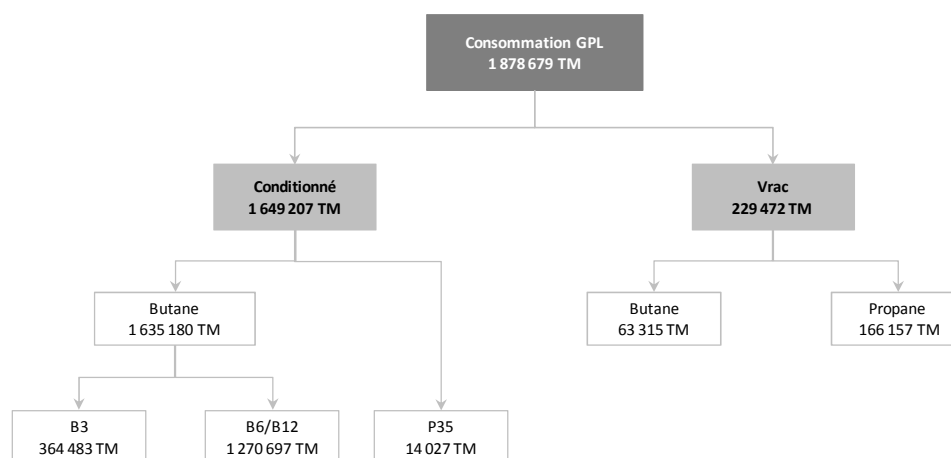 Consommation GPL
1 878 679 TM
Conditionné
1 649 207 TM
Vrac
229 472 TM
Butane
1 635 180 TM
Butane
63 315 TM
Propane
166 157 TM
B3
364 483 TM
B6/B12
1 270 697 TM
P35
14 027 TM